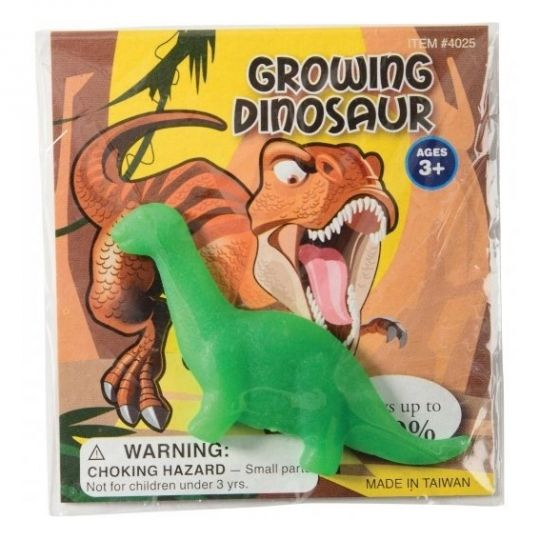 ITEM #4025
GROWING
DINOSAUR
AGES
3+
up to
%
⚠ WARNING:
CHOKING HAZARD — Small
Not for children under 3 yrs.
MADE IN TAIWAN